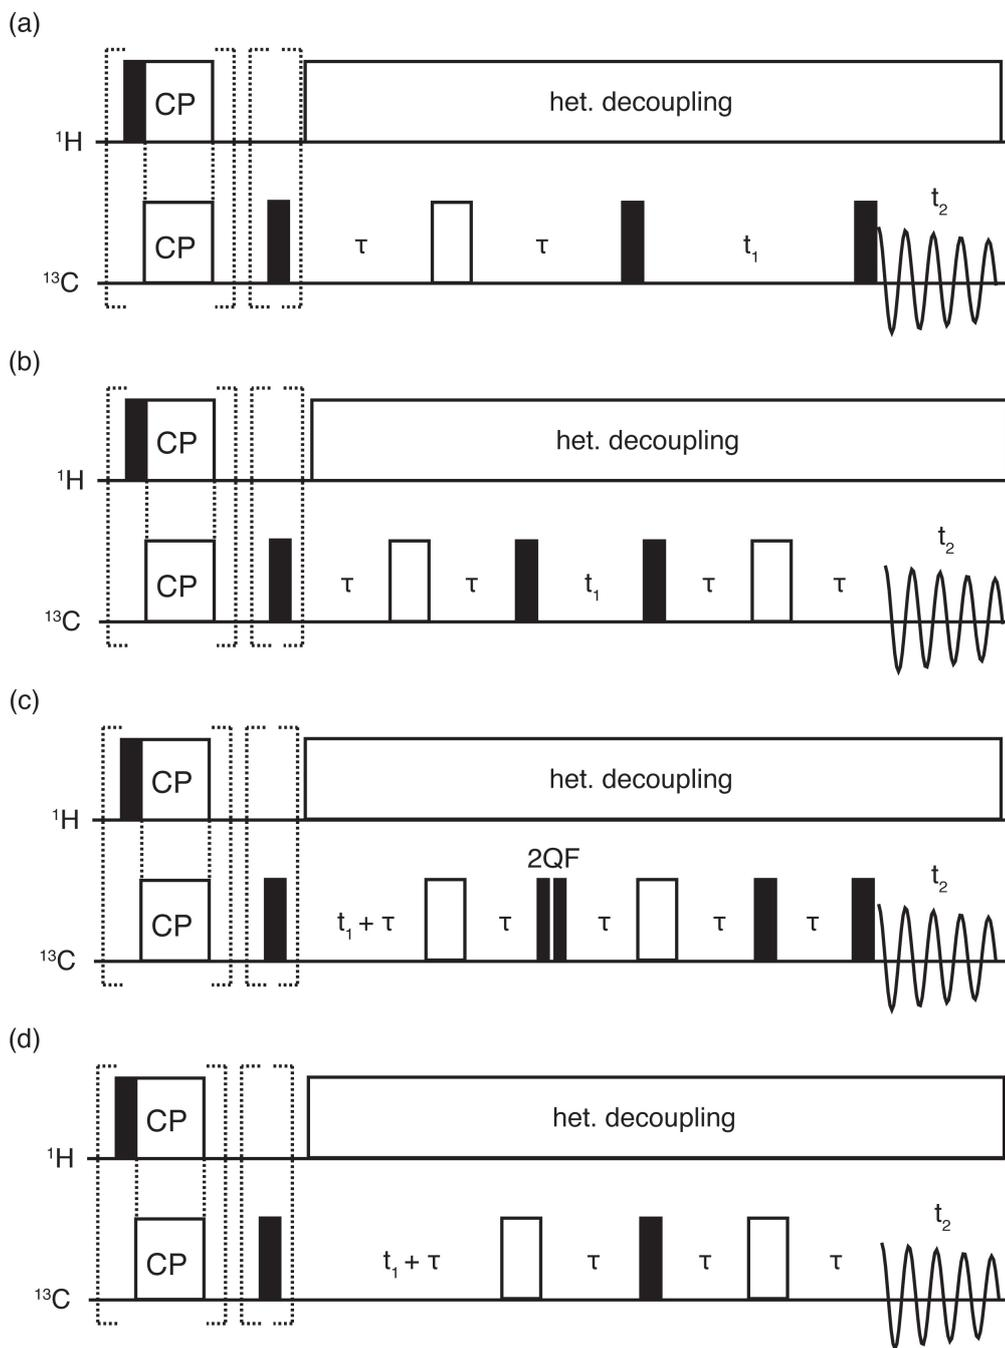 (a)
CP
het. decoupling
¹H
t₂
CP
τ
τ
t₁
¹³C
(b)
CP
het. decoupling
¹H
t₂
CP
τ
τ
t₁
τ
τ
¹³C
(c)
CP
het. decoupling
¹H
2QF
t₂
CP
t₁ + τ
τ
τ
τ
τ
¹³C
(d)
CP
het. decoupling
¹H
t₂
CP
t₁ + τ
τ
τ
τ
¹³C